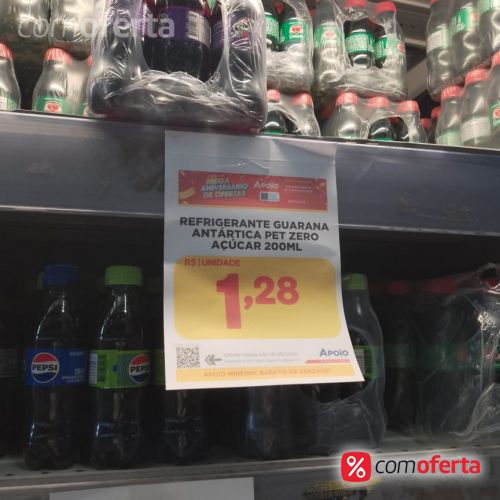 comoferta
MEGA
ANIVERSÁRIO
DE OFERTAS
APOIO
REFRIGERANTE GUARANA
ANTÁRTICA PET ZERO
AÇÚCAR 200ML
R$ | UNIDADE
1,28
APOIO
APOIO MINEIRO, BARATO DE VERDADE!
PEPSI
PEPSI
comoferta